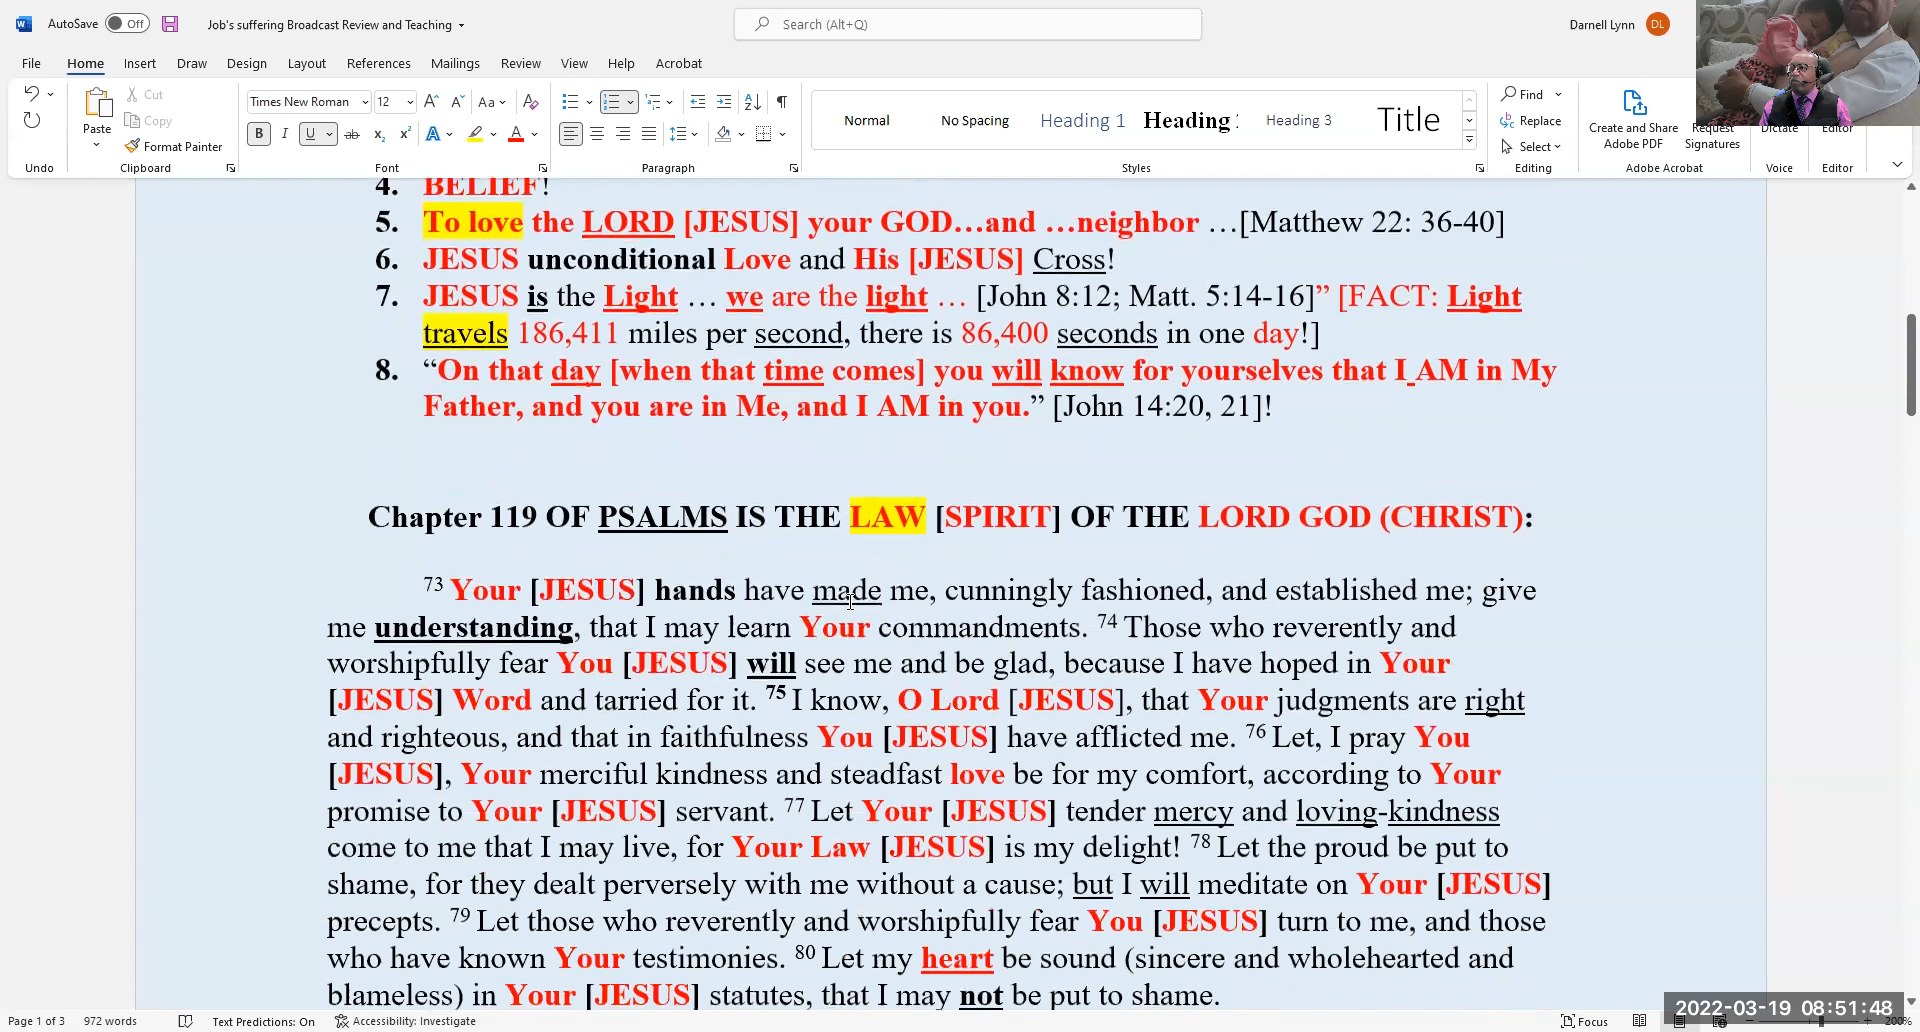 AutoSave Off Job's suffering Broadcast Review and Teaching Search (Alt+Q) Darnell Lynn DL
File Home Insert Draw Design Layout References Mailings Review View Help Acrobat
Cut Times New Roman 12 Aa Find
Paste Copy Normal No Spacing Heading 1 Heading 2 Heading 3 Title Replace Create and Share Request Dictate Editor
Format Painter B I U ab x₂ x² A A Select Adobe PDF Signatures
Undo Clipboard Font Paragraph Styles Editing Adobe Acrobat Voice Editor
4. BELIEF!
5. To love the LORD [JESUS] your GOD…and …neighbor …[Matthew 22: 36-40]
6. JESUS unconditional Love and His [JESUS] Cross!
7. JESUS is the Light … we are the light … [John 8:12; Matt. 5:14-16]” [FACT: Light
travels 186,411 miles per second, there is 86,400 seconds in one day!]
8. “On that day [when that time comes] you will know for yourselves that I AM in My
Father, and you are in Me, and I AM in you.” [John 14:20, 21]!
Chapter 119 OF PSALMS IS THE LAW [SPIRIT] OF THE LORD GOD (CHRIST):
73 Your [JESUS] hands have made me, cunningly fashioned, and established me; give
me understanding, that I may learn Your commandments. 74 Those who reverently and
worshipfully fear You [JESUS] will see me and be glad, because I have hoped in Your
[JESUS] Word and tarried for it. 75 I know, O Lord [JESUS], that Your judgments are right
and righteous, and that in faithfulness You [JESUS] have afflicted me. 76 Let, I pray You
[JESUS], Your merciful kindness and steadfast love be for my comfort, according to Your
promise to Your [JESUS] servant. 77 Let Your [JESUS] tender mercy and loving-kindness
come to me that I may live, for Your Law [JESUS] is my delight! 78 Let the proud be put to
shame, for they dealt perversely with me without a cause; but I will meditate on Your [JESUS]
precepts. 79 Let those who reverently and worshipfully fear You [JESUS] turn to me, and those
who have known Your testimonies. 80 Let my heart be sound (sincere and wholehearted and
blameless) in Your [JESUS] statutes, that I may not be put to shame.
2022-03-19 08:51:48
Page 1 of 3 972 words Text Predictions: On Accessibility: Investigate Focus 200%